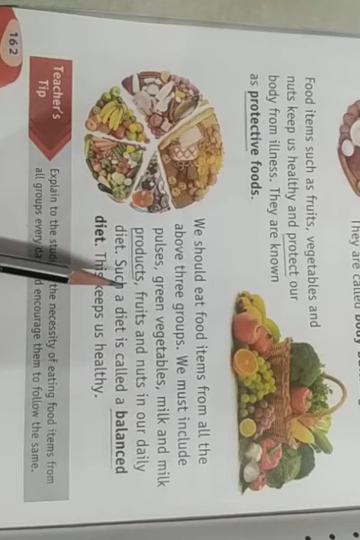 They are called body
Food items such as fruits, vegetables and
nuts keep us healthy and protect our
body from illness. They are known
as protective foods.
We should eat food items from all the
above three groups. We must include
pulses, green vegetables, milk and milk
products, fruits and nuts in our daily
diet. Such a diet is called a balanced
diet. This keeps us healthy.
Teacher's
Tip
Explain to the the necessity of eating food items from
all groups every encourage them to follow the same.
162